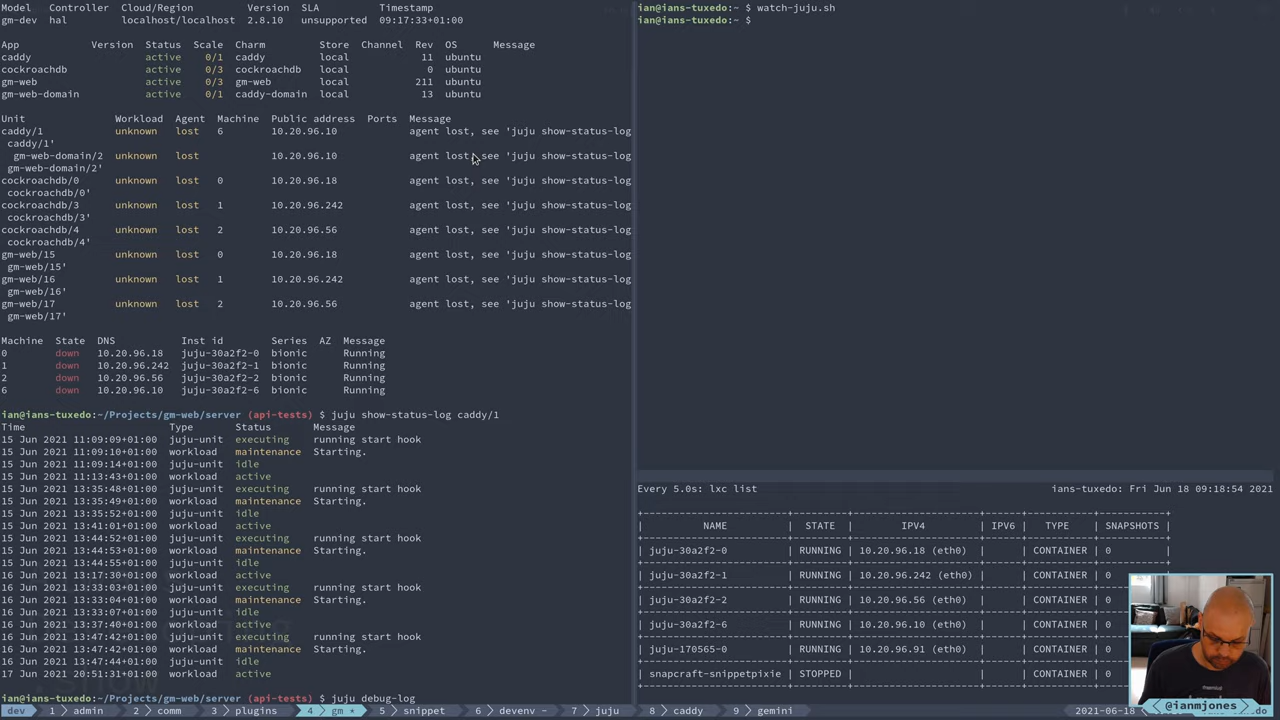 Model Controller Cloud/Region Version SLA Timestamp
gm-dev hal localhost/localhost 2.8.10 unsupported 09:17:33+01:00
App Version Status Scale Charm Store Channel Rev OS Message
caddy active 0/1 caddy local 11 ubuntu
cockroachdb active 0/3 cockroachdb local 0 ubuntu
gm-web active 0/3 gm-web local 211 ubuntu
gm-web-domain active 0/1 caddy-domain local 13 ubuntu
Unit Workload Agent Machine Public address Ports Message
caddy/1 unknown lost 6 10.20.96.10 agent lost, see 'juju show-status-log
caddy/1'
gm-web-domain/2 unknown lost 10.20.96.10 agent lost, see 'juju show-status-log
gm-web-domain/2'
cockroachdb/0 unknown lost 0 10.20.96.18 agent lost, see 'juju show-status-log
cockroachdb/0'
cockroachdb/3 unknown lost 1 10.20.96.242 agent lost, see 'juju show-status-log
cockroachdb/3'
cockroachdb/4 unknown lost 2 10.20.96.56 agent lost, see 'juju show-status-log
cockroachdb/4'
gm-web/15 unknown lost 0 10.20.96.18 agent lost, see 'juju show-status-log
gm-web/15'
gm-web/16 unknown lost 1 10.20.96.242 agent lost, see 'juju show-status-log
gm-web/16'
gm-web/17 unknown lost 2 10.20.96.56 agent lost, see 'juju show-status-log
gm-web/17'
Machine State DNS Inst id Series AZ Message
0 down 10.20.96.18 juju-30a2f2-0 bionic Running
1 down 10.20.96.242 juju-30a2f2-1 bionic Running
2 down 10.20.96.56 juju-30a2f2-2 bionic Running
6 down 10.20.96.10 juju-30a2f2-6 bionic Running
ian@ians-tuxedo:~/Projects/gm-web/server (api-tests) $ juju show-status-log caddy/1
Time Type Status Message
15 Jun 2021 11:09:09+01:00 juju-unit executing running start hook
15 Jun 2021 11:09:10+01:00 workload maintenance Starting.
15 Jun 2021 11:09:14+01:00 juju-unit idle
15 Jun 2021 11:13:43+01:00 workload active
15 Jun 2021 13:35:48+01:00 juju-unit executing running start hook
15 Jun 2021 13:35:49+01:00 workload maintenance Starting.
15 Jun 2021 13:35:52+01:00 juju-unit idle
15 Jun 2021 13:41:01+01:00 workload active
15 Jun 2021 13:44:52+01:00 juju-unit executing running start hook
15 Jun 2021 13:44:53+01:00 workload maintenance Starting.
15 Jun 2021 13:44:55+01:00 juju-unit idle
16 Jun 2021 13:17:30+01:00 workload active
16 Jun 2021 13:33:03+01:00 juju-unit executing running start hook
16 Jun 2021 13:33:04+01:00 workload maintenance Starting.
16 Jun 2021 13:33:07+01:00 juju-unit idle
16 Jun 2021 13:37:40+01:00 workload active
16 Jun 2021 13:47:42+01:00 juju-unit executing running start hook
16 Jun 2021 13:47:42+01:00 workload maintenance Starting.
16 Jun 2021 13:47:44+01:00 juju-unit idle
17 Jun 2021 20:51:31+01:00 workload active
ian@ians-tuxedo:~/Projects/gm-web/server (api-tests) $ juju debug-log
ian@ians-tuxedo:~ $ watch-juju.sh
ian@ians-tuxedo:~ $
Every 5.0s: lxc list ians-tuxedo: Fri Jun 18 09:18:54 2021
| NAME | STATE | IPV4 | IPV6 | TYPE | SNAPSHOTS |
| juju-30a2f2-0 | RUNNING | 10.20.96.18 (eth0) | | CONTAINER | 0 |
| juju-30a2f2-1 | RUNNING | 10.20.96.242 (eth0) | | CONTAINER | 0
| juju-30a2f2-2 | RUNNING | 10.20.96.56 (eth0) | | CONTAINER | 0
| juju-30a2f2-6 | RUNNING | 10.20.96.10 (eth0) | | CONTAINER | 0
| juju-170565-0 | RUNNING | 10.20.96.91 (eth0) | | CONTAINER | 0
| snapcraft-snippetpixie | STOPPED | | | CONTAINER | 0
@ianmjones
dev 1 admin 2 comm 3 plugins 4 gm * 5 snippet 6 devenv - 7 juju 8 caddy 9 gemini 2021-06-18